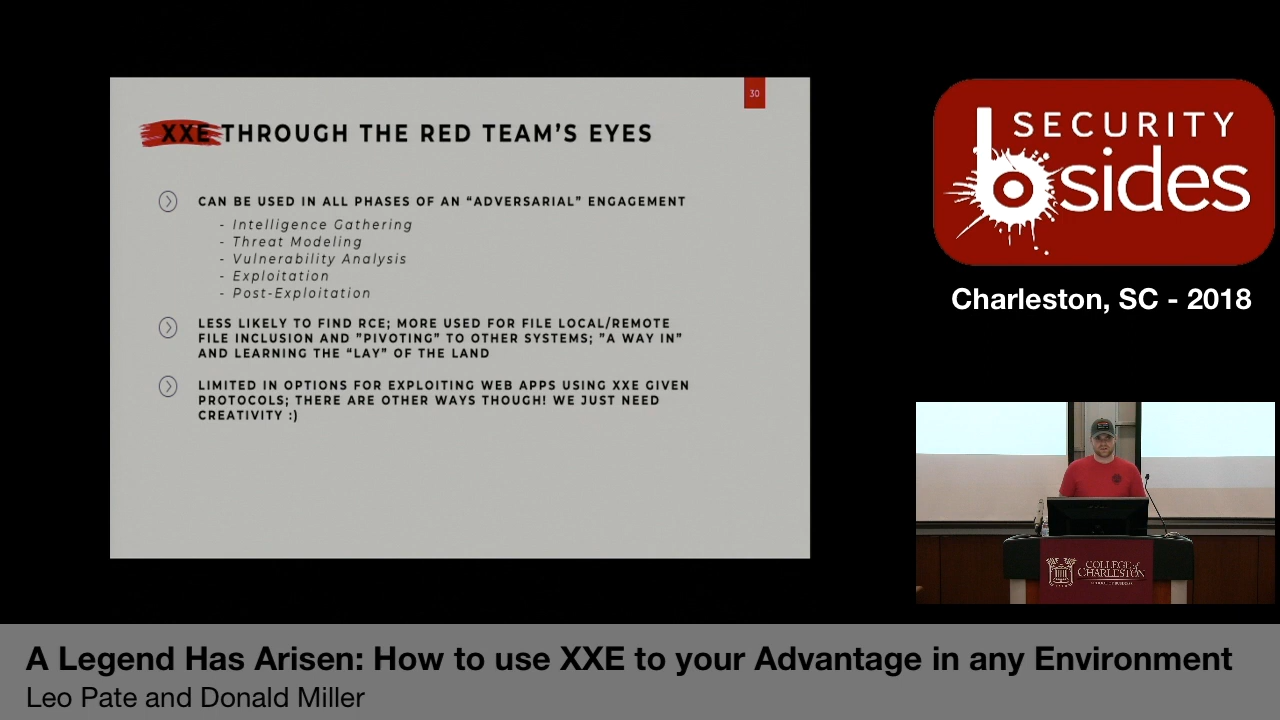 30
XXE THROUGH THE RED TEAM’S EYES
CAN BE USED IN ALL PHASES OF AN “ADVERSARIAL” ENGAGEMENT
- Intelligence Gathering
- Threat Modeling
- Vulnerability Analysis
- Exploitation
- Post-Exploitation
LESS LIKELY TO FIND RCE; MORE USED FOR FILE LOCAL/REMOTE
FILE INCLUSION AND ”PIVOTING” TO OTHER SYSTEMS; ”A WAY IN”
AND LEARNING THE “LAY” OF THE LAND
LIMITED IN OPTIONS FOR EXPLOITING WEB APPS USING XXE GIVEN
PROTOCOLS; THERE ARE OTHER WAYS THOUGH! WE JUST NEED
CREATIVITY :)
SECURITY
bsides
Charleston, SC - 2018
COLLEGE of
CHARLESTON
A Legend Has Arisen: How to use XXE to your Advantage in any Environment
Leo Pate and Donald Miller